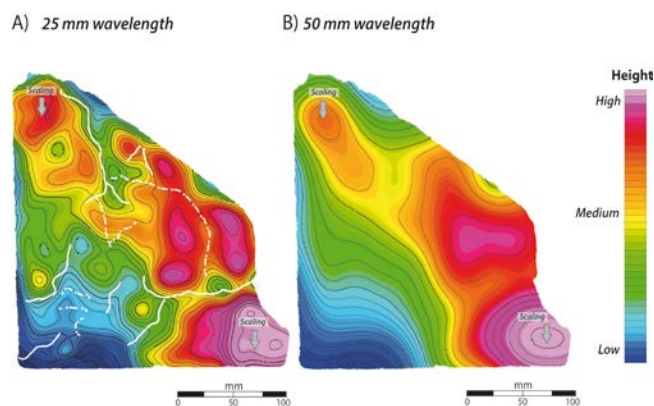 A) 25 mm wavelength
B) 50 mm wavelength
Scaling
Scaling
Height
High
Medium
Low
Scaling
Scaling
mm
0 50 100
mm
0 50 100